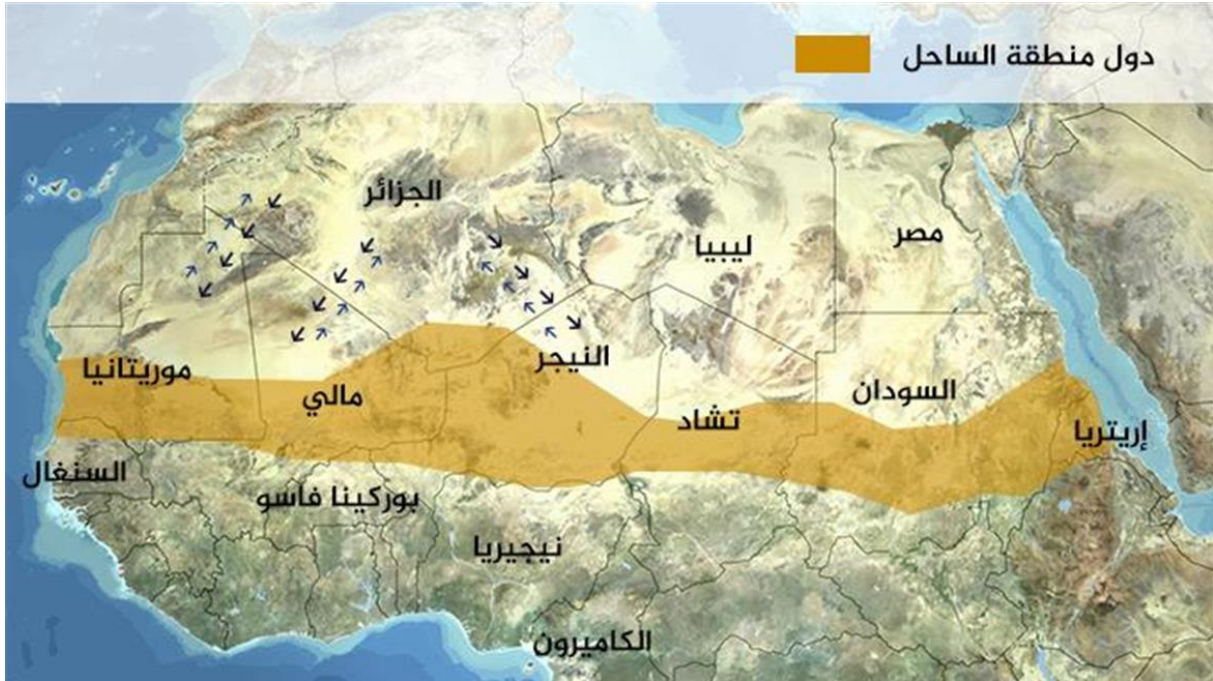 دول منطقة الساحل
الجزائر
مصر
ليبيا
النيجر
موريتانيا
مالي
السودان
تشاد
إريتريا
السنغال
بوركينا فاسو
نيجيريا
الكاميرون